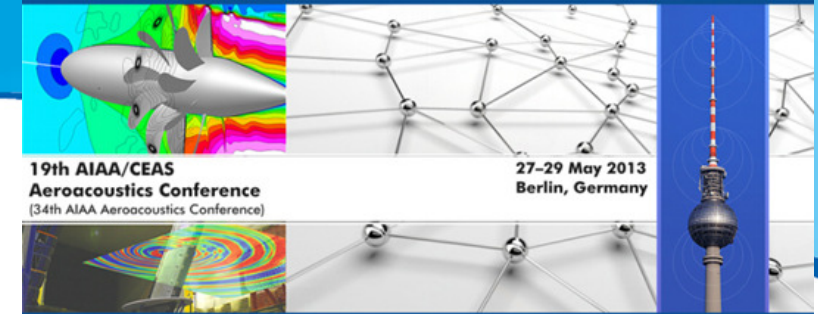 19th AIAA/CEAS
Aeroacoustics Conference
(34th AIAA Aeroacoustics Conference)
27–29 May 2013
Berlin, Germany